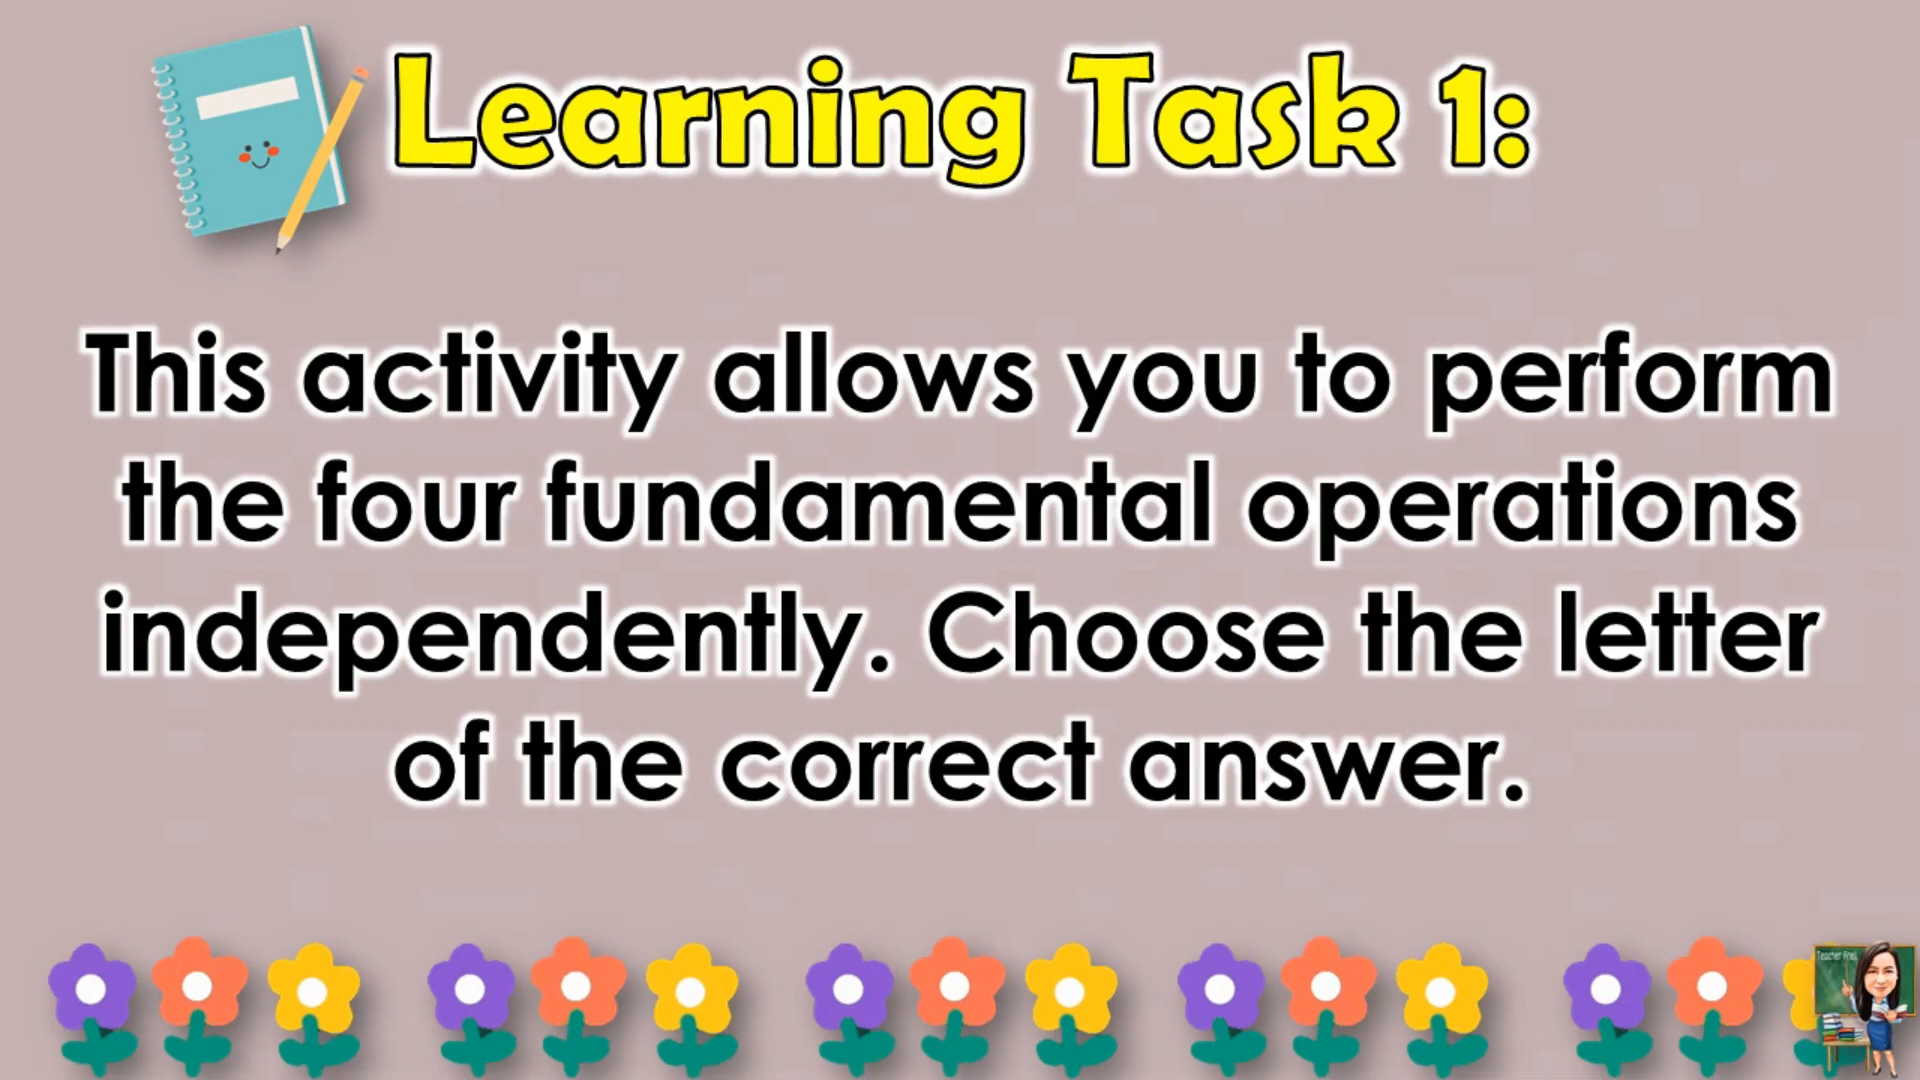 Learning Task 1:
This activity allows you to perform
the four fundamental operations
independently. Choose the letter
of the correct answer.